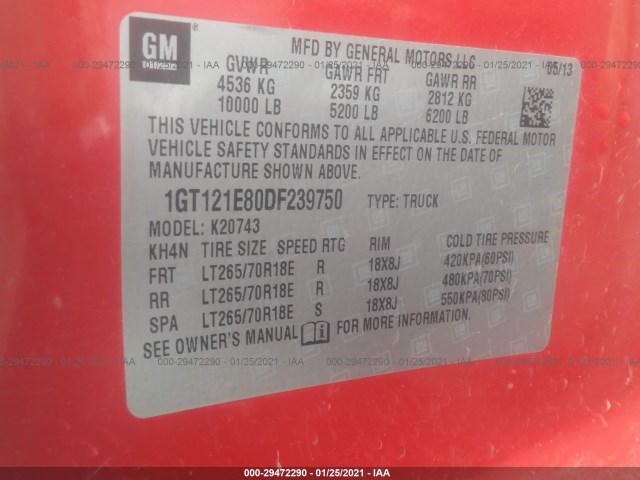 GM
MFD BY GENERAL MOTORS LLC
05/13
GVWR GAWR FRT GAWR RR
4536 KG 2359 KG 2812 KG
10000 LB 5200 LB 6200 LB
THIS VEHICLE CONFORMS TO ALL APPLICABLE U.S. FEDERAL MOTOR
VEHICLE SAFETY STANDARDS IN EFFECT ON THE DATE OF
MANUFACTURE SHOWN ABOVE.
1GT121E80DF239750 TYPE: TRUCK
MODEL: K20743
KH4N TIRE SIZE SPEED RTG RIM COLD TIRE PRESSURE
FRT LT265/70R18E R 18X8J 420KPA(60PSI)
RR LT265/70R18E R 18X8J 480KPA(70PSI)
SPA LT265/70R18E S 18X8J 550KPA(80PSI)
SEE OWNER'S MANUAL FOR MORE INFORMATION.
000-29472290 - 01/25/2021 - IAA